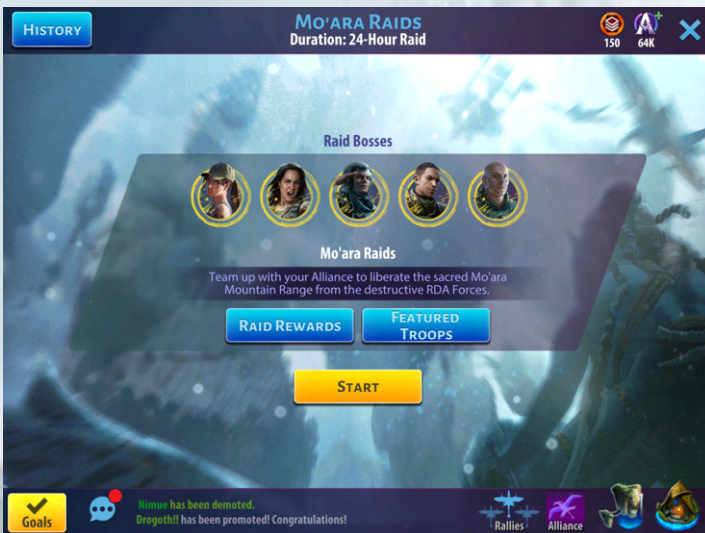 HISTORY
MO'ARA RAIDS
Duration: 24-Hour Raid
150
64K
Raid Bosses
Mo'ara Raids
Team up with your Alliance to liberate the sacred Mo'ara
Mountain Range from the destructive RDA Forces.
RAID REWARDS
FEATURED
TROOPS
START
Goals
Nimue has been demoted.
Drogoth!! has been promoted! Congratulations!
Rallies
Alliance